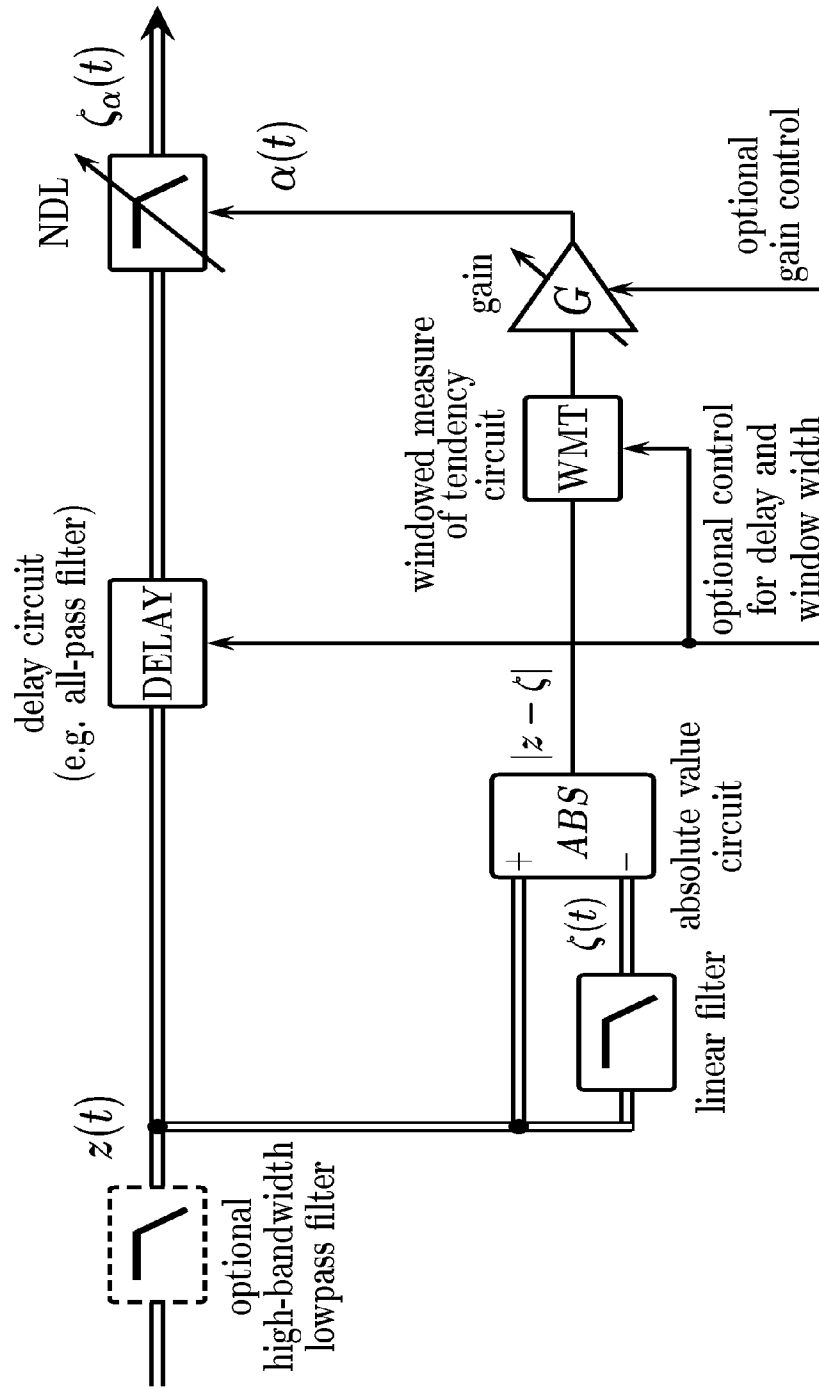 optional
high-bandwidth
lowpass filter
z(t)
delay circuit
(e.g. all-pass filter)
DELAY
NDL
ζα(t)
α(t)
linear filter
ζ(t)
+
−
ABS
absolute value
circuit
|z − ζ|
windowed measure
of tendency
circuit
WMT
gain
G
optional control
for delay and
window width
optional
gain control